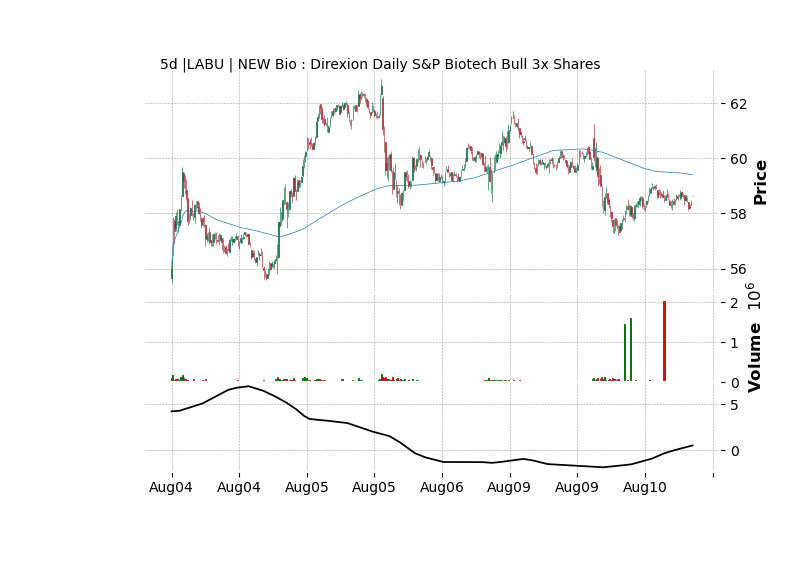 5d |LABU | NEW Bio : Direxion Daily S&P Biotech Bull 3x Shares
62
60
58
56
Price
2
1
0
Volume 10^6
5
0
Aug04 Aug04 Aug05 Aug05 Aug06 Aug09 Aug09 Aug10